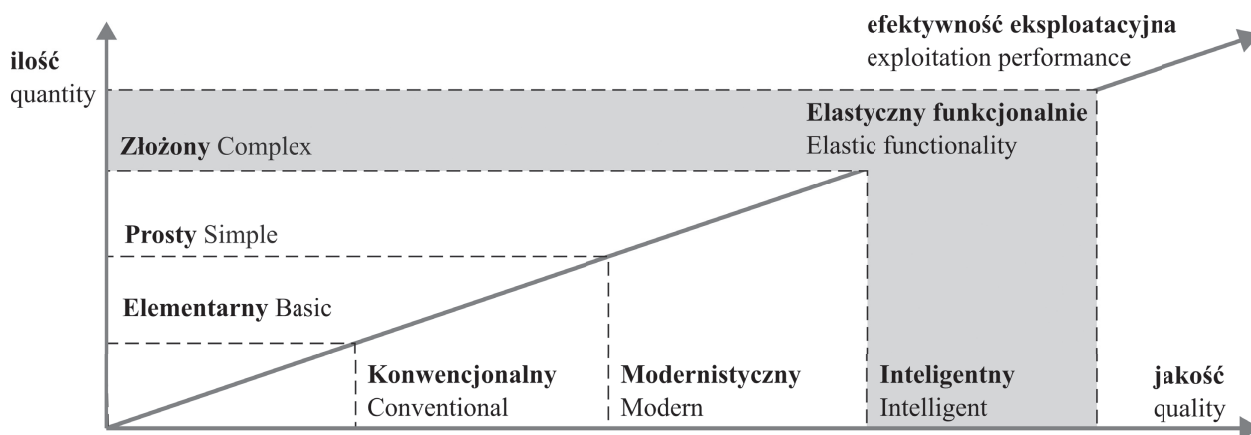 efektywność eksploatacyjna
exploitation performance
ilość
quantity
Elastyczny funkcjonalnie
Elastic functionality
Złożony Complex
Prosty Simple
Elementarny Basic
Konwencjonalny
Conventional
Modernistyczny
Modern
Inteligentny
Intelligent
jakość
quality